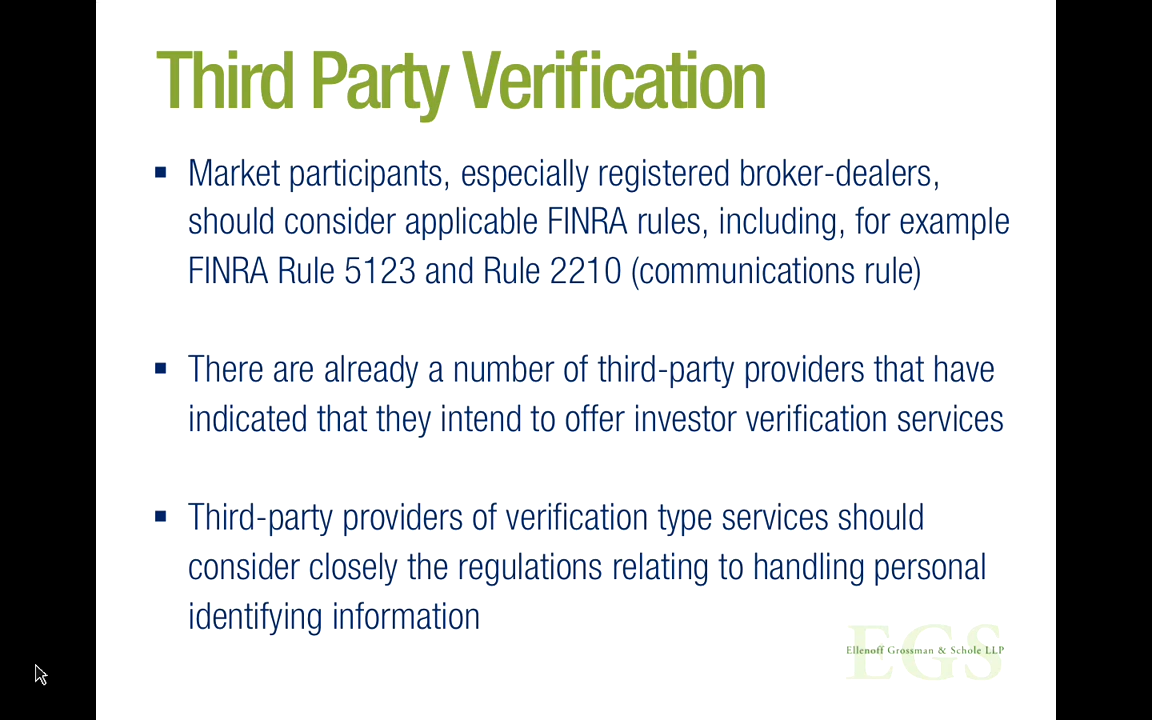 Third Party Verification
▪ Market participants, especially registered broker-dealers,
should consider applicable FINRA rules, including, for example
FINRA Rule 5123 and Rule 2210 (communications rule)
▪ There are already a number of third-party providers that have
indicated that they intend to offer investor verification services
▪ Third-party providers of verification type services should
consider closely the regulations relating to handling personal
identifying information
EGS
Ellenoff Grossman & Schole LLP